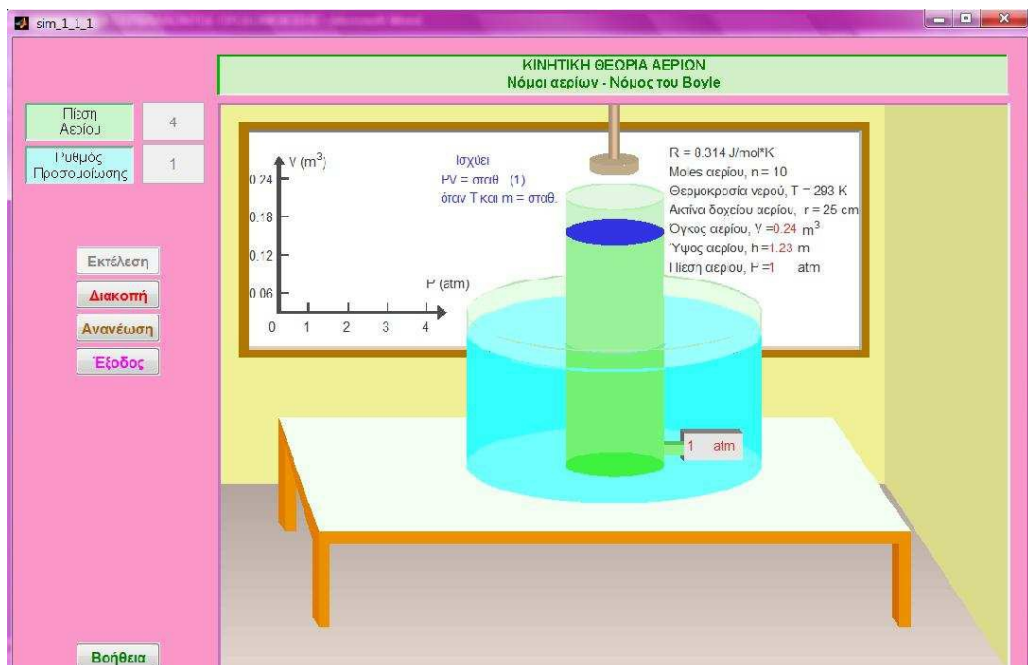 sim_1_i_1
ΚΙΝΗΤΙΚΗ ΘΕΩΡΙΑ ΑΕΡΙΩΝ
Νόμοι αερίων - Νόμος του Boyle
Πίεση
Αερίου
4
Ρυθμός
Προσομοίωσης
1
Εκτέλεση
Διακοπή
Ανανέωση
Έξοδος
Βοήθεια
V (m³)
0.24
0.18
0.12
0.06
0
1
2
3
4
P (atm)
Ισχύει
PV = σταθ. (1)
όταν T και m = σταθ.
R = 8.314 J/mol*K
Moles αερίου, n = 10
Θερμοκρασία νερού, T = 293 K
Ακτίνα δοχείου αερίου, r = 25 cm
Όγκος αερίου, V =0.24 m³
Ύψος αερίου, h =1.23 m
Πίεση αερίου, P =1 atm
1 atm